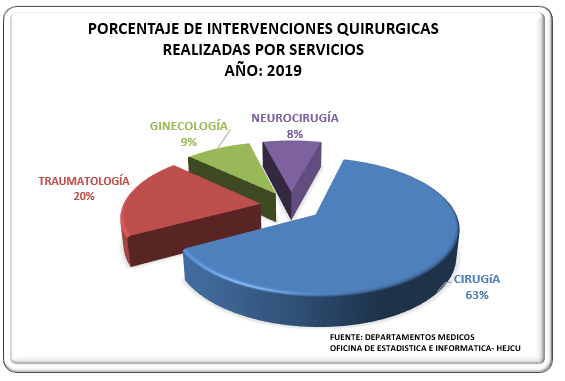 PORCENTAJE DE INTERVENCIONES QUIRURGICAS
REALIZADAS POR SERVICIOS
AÑO: 2019
NEUROCIRUGÍA
8%
GINECOLOGÍA
9%
TRAUMATOLOGÍA
20%
CIRUGÍA
63%
FUENTE: DEPARTAMENTOS MEDICOS
OFICINA DE ESTADISTICA E INFORMATICA- HEJCU